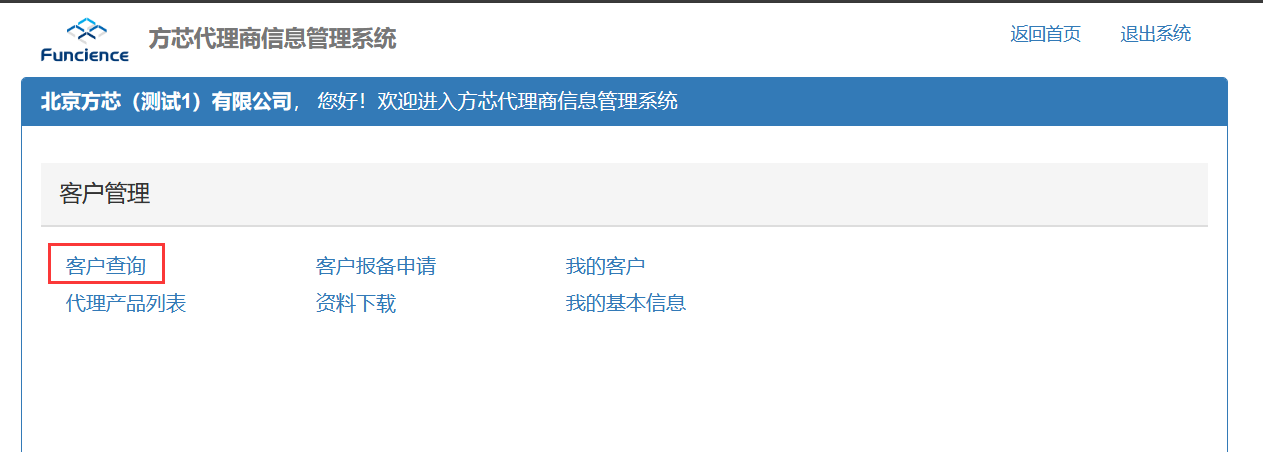 Funcience 方芯代理商信息管理系统 返回首页 退出系统
北京方芯（测试1）有限公司， 您好！欢迎进入方芯代理商信息管理系统
客户管理
客户查询 客户报备申请 我的客户
代理产品列表 资料下载 我的基本信息